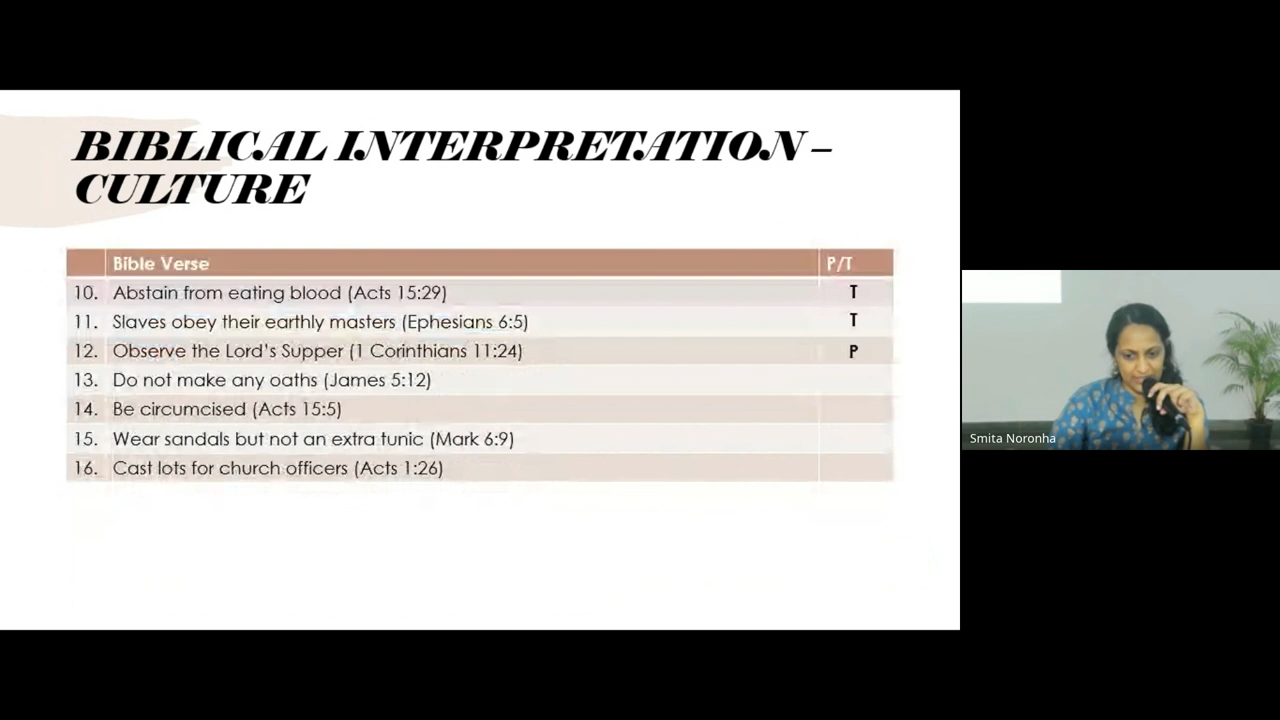 BIBLICAL INTERPRETATION –
CULTURE
Bible Verse P/T
10. Abstain from eating blood (Acts 15:29) T
11. Slaves obey their earthly masters (Ephesians 6:5) T
12. Observe the Lord's Supper (1 Corinthians 11:24) P
13. Do not make any oaths (James 5:12)
14. Be circumcised (Acts 15:5)
15. Wear sandals but not an extra tunic (Mark 6:9)
16. Cast lots for church officers (Acts 1:26)
Smita Noronha